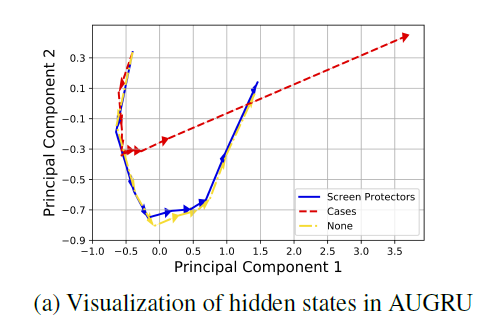 Principal Component 2
0.3
0.1
−0.1
−0.3
−0.5
−0.7
−0.9
Screen Protectors
Cases
None
−1.0 −0.5 0.0 0.5 1.0 1.5 2.0 2.5 3.0 3.5
Principal Component 1
(a) Visualization of hidden states in AUGRU